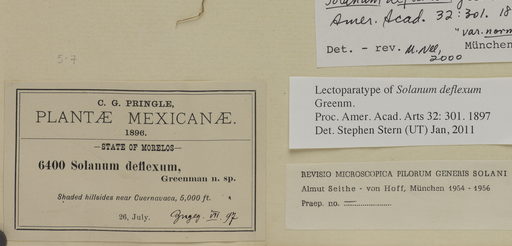 Amer. Acad. 32: 301. 18
"var. norm
Det. - rev. M. Nee, München
2000
5·7
C. G. PRINGLE,
PLANTÆ MEXICANÆ.
1896.
—STATE OF MORELOS—
6400 Solanum deflexum,
Greenman n. sp.
Shaded hillsides near Cuernavaca, 5,000 ft.
26, July. VII. 97
Lectoparatype of Solanum deflexum
Greenm.
Proc. Amer. Acad. Arts 32: 301. 1897
Det. Stephen Stern (UT) Jan, 2011
REVISIO MICROSCOPICA PILORUM GENERIS SOLANI
Almut Seithe - von Hoff, München 1954 - 1956
Praep. no. —